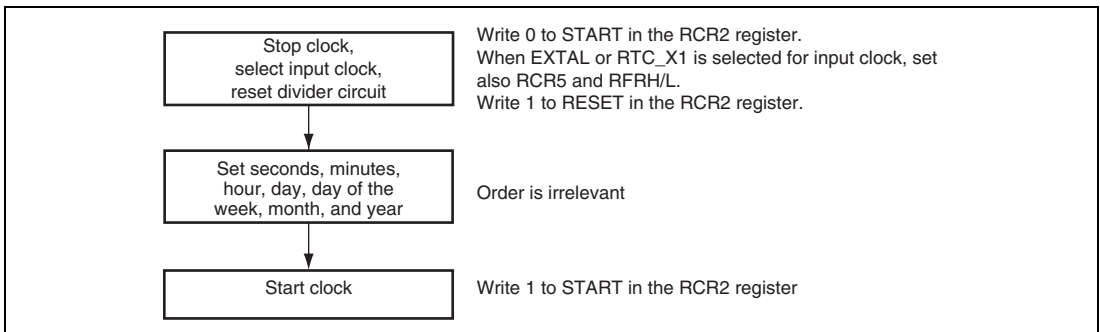 Stop clock,
select input clock,
reset divider circuit
Write 0 to START in the RCR2 register.
When EXTAL or RTC_X1 is selected for input clock, set
also RCR5 and RFRH/L.
Write 1 to RESET in the RCR2 register.
Set seconds, minutes,
hour, day, day of the
week, month, and year
Order is irrelevant
Start clock
Write 1 to START in the RCR2 register